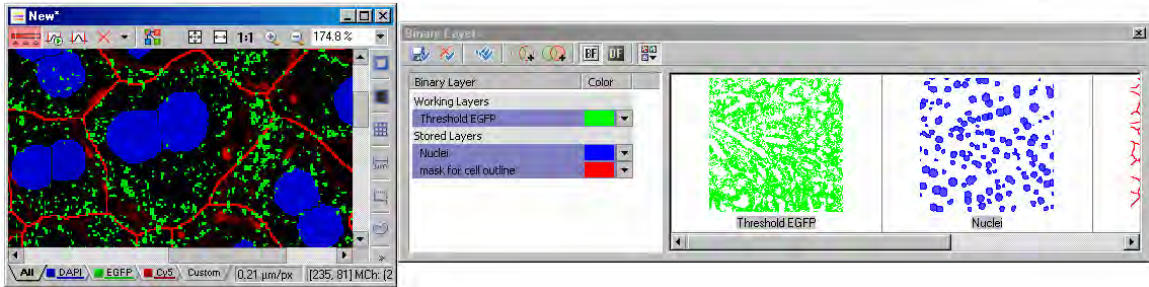 New*
1:1
174.8 %
1µm
All DAPI EGFP Cy5 Custom 0.21 µm/px [235, 81] MCh: (2
Binary Layer
BF DF
Binary Layer Color
Working Layers
Threshold EGFP
Stored Layers
Nuclei
mask for cell outline
Threshold EGFP Nuclei